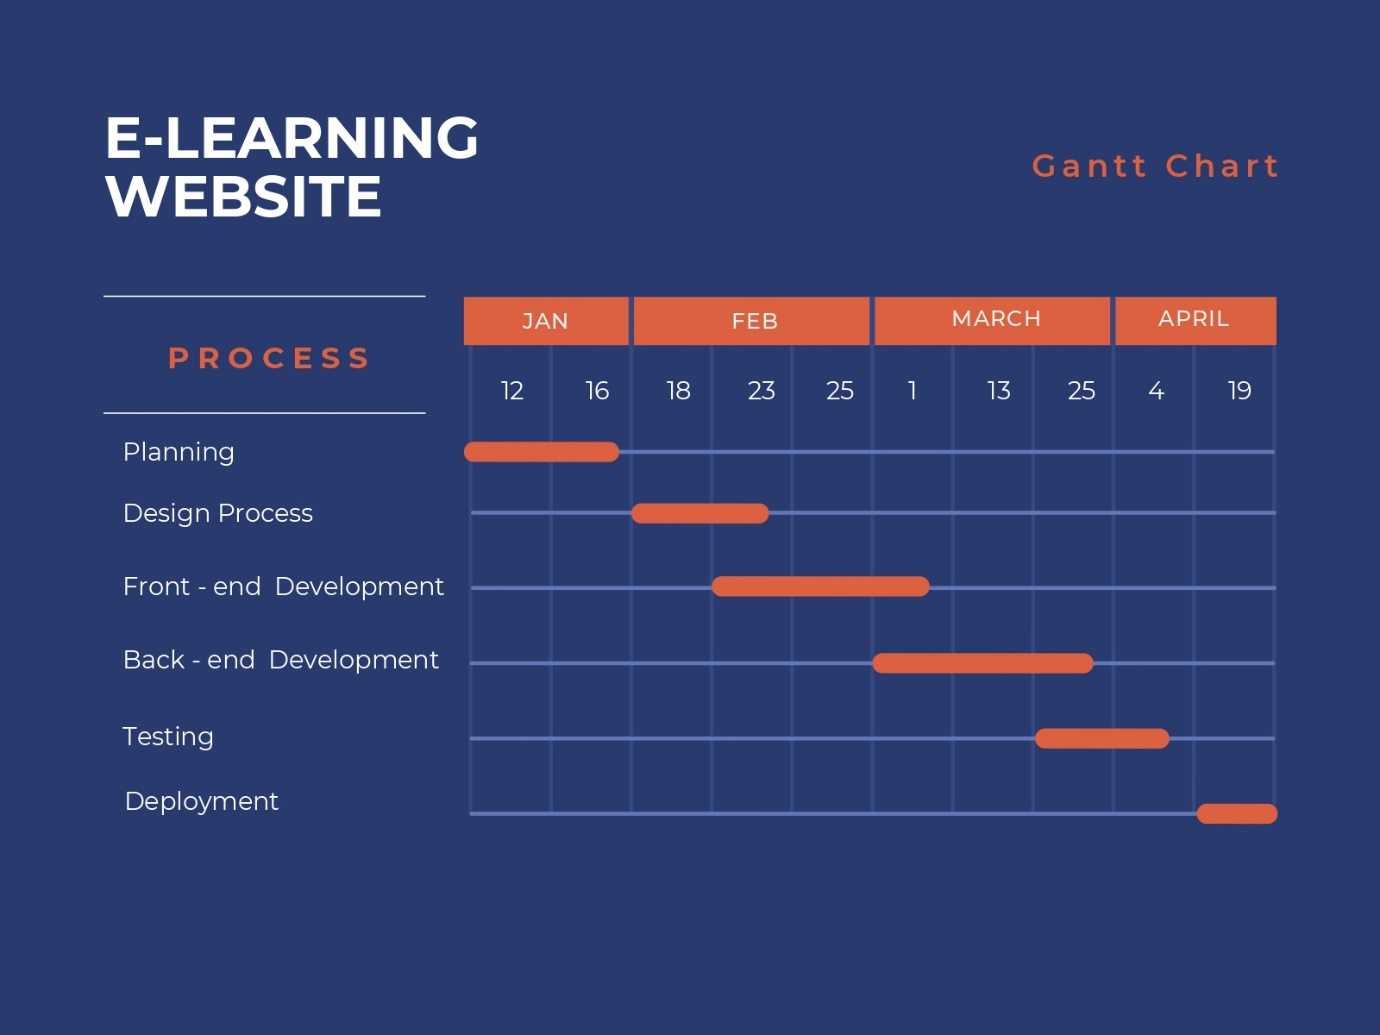 E-LEARNING
WEBSITE
Gantt Chart
PROCESS
JAN FEB MARCH APRIL
12 16 18 23 25 1 13 25 4 19
Planning
Design Process
Front - end Development
Back - end Development
Testing
Deployment